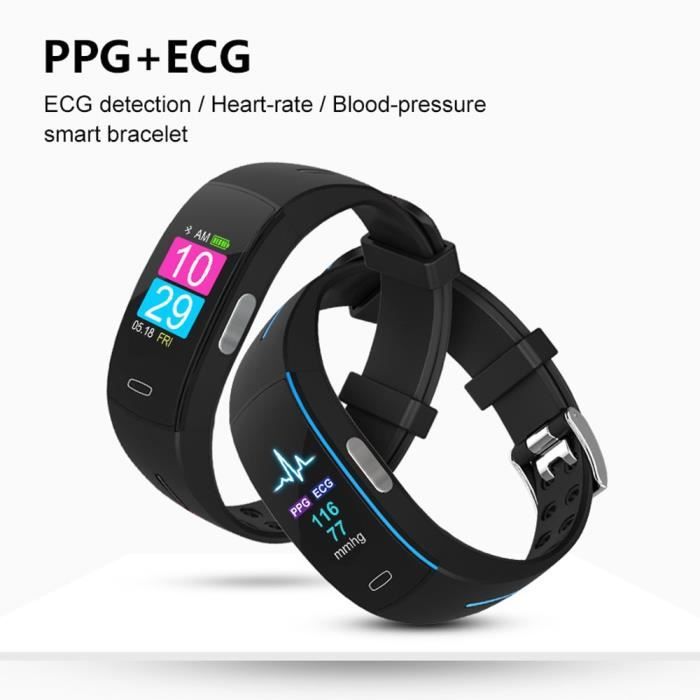 PPG+ECG
ECG detection / Heart-rate / Blood-pressure
smart bracelet
AM
10
29
05.18 FRI
PPG ECG
116
77
mmhg